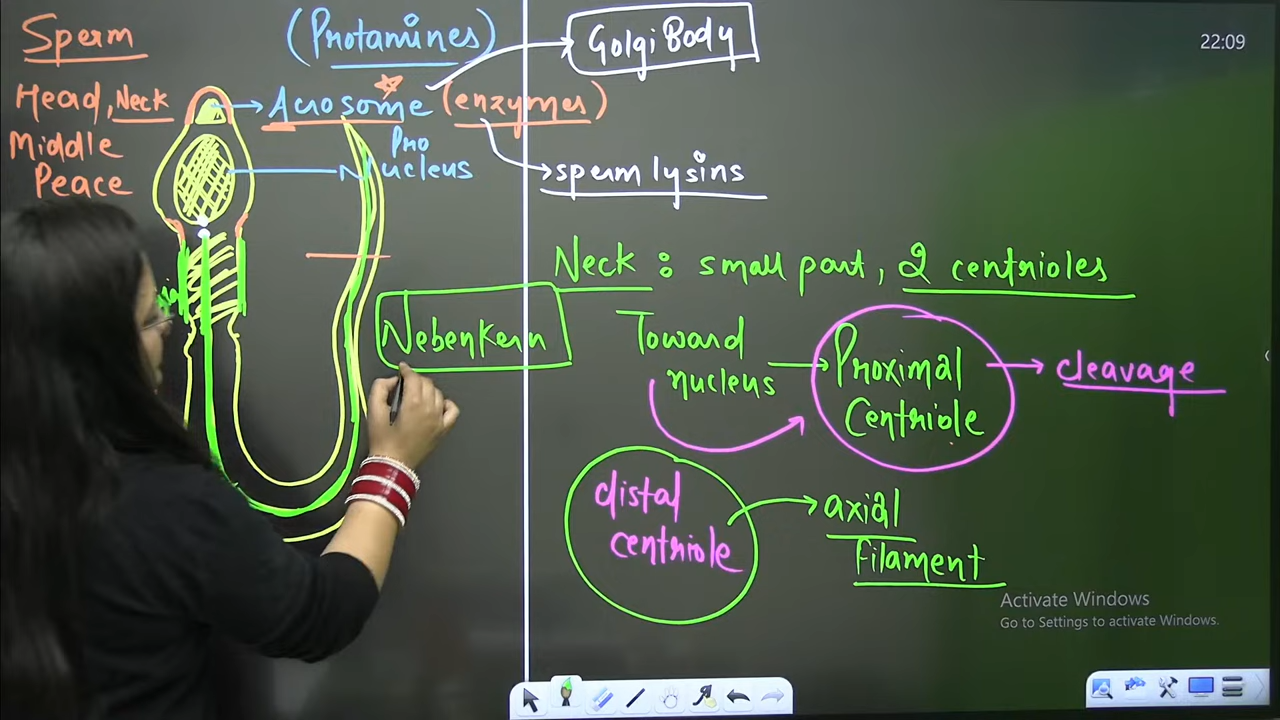 Sperm
(Protamines)
Golgi Body
22:09
Head, Neck
Acrosome (enzymes)
Middle
Peace
Pro
Nucleus
sperm lysins
Neck : small part, 2 centrioles
Nebenkern
Toward
nucleus
Proximal
Centriole
cleavage
distal
centriole
axial
filament
Activate Windows
Go to Settings to activate Windows.